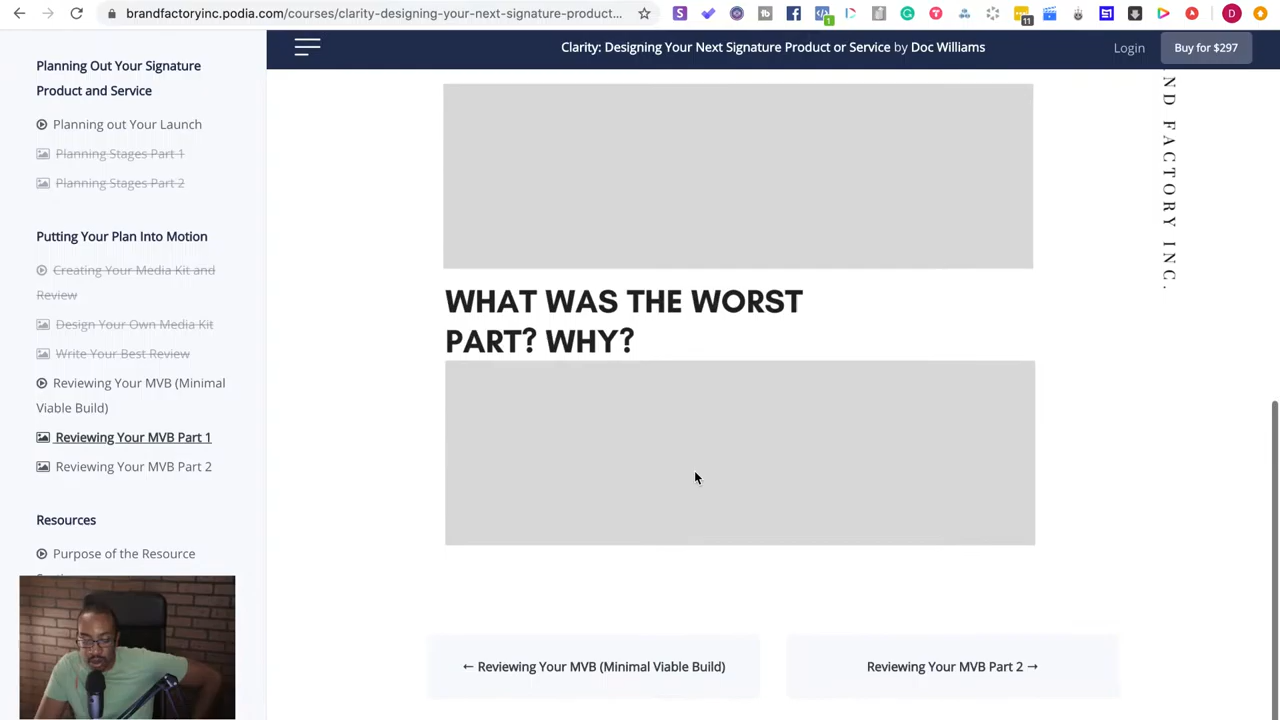 brandfactoryinc.podia.com/courses/clarity-designing-your-next-signature-product...
1
11
D
Clarity: Designing Your Next Signature Product or Service by Doc Williams
Login
Buy for $297
Planning Out Your Signature
Product and Service
Planning out Your Launch
Planning Stages Part 1
Planning Stages Part 2
Putting Your Plan Into Motion
Creating Your Media Kit and
Review
Design Your Own Media Kit
Write Your Best Review
Reviewing Your MVB (Minimal
Viable Build)
Reviewing Your MVB Part 1
Reviewing Your MVB Part 2
Resources
Purpose of the Resource
WHAT WAS THE WORST
PART? WHY?
ND FACTORY INC.
← Reviewing Your MVB (Minimal Viable Build)
Reviewing Your MVB Part 2 →